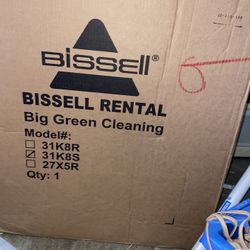 BISSELL®
BISSELL RENTAL
Big Green Cleaning
Model#:
31K8R
31K8S
27X5R
Qty: 1